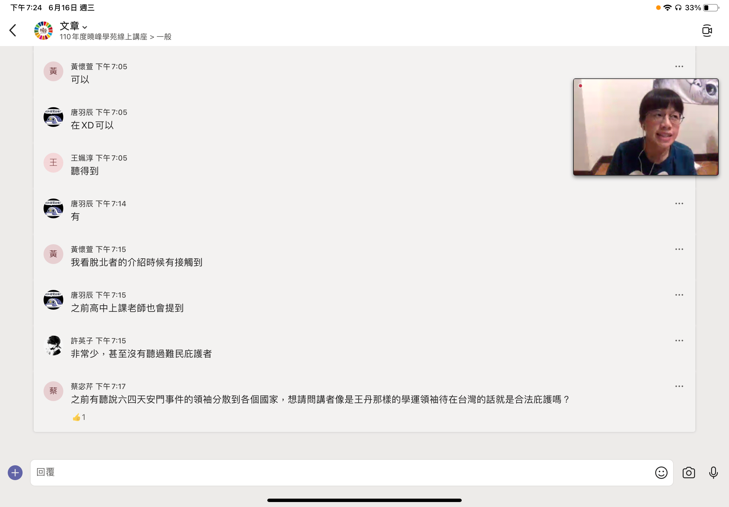 下午7:24 6月16日 週三
33%
文章
110年度曉峰學苑線上講座 > 一般
黃懷萱 下午7:05
可以
唐羽辰 下午7:05
在XD可以
王姵淳 下午7:05
聽得到
唐羽辰 下午7:14
有
黃懷萱 下午7:15
我看脫北者的介紹時候有接觸到
唐羽辰 下午7:15
之前高中上課老師也會提到
許英子 下午7:15
非常少，甚至沒有聽過難民庇護者
蔡宓芹 下午7:17
之前有聽說六四天安門事件的領袖分散到各個國家，想請問講者像是王丹那樣的學運領袖待在台灣的話就是合法庇護嗎？
👍1
回覆
黃
王
黃
蔡